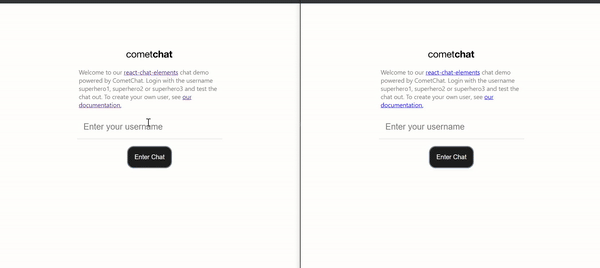 cometchat
Welcome to our react-chat-elements chat demo
powered by CometChat. Login with the username
superhero1, superhero2 or superhero3 and test the
chat out. To create your own user, see our
documentation.
Enter your username
Enter Chat
cometchat
Welcome to our react-chat-elements chat demo
powered by CometChat. Login with the username
superhero1, superhero2 or superhero3 and test the
chat out. To create your own user, see our
documentation.
Enter your username
Enter Chat